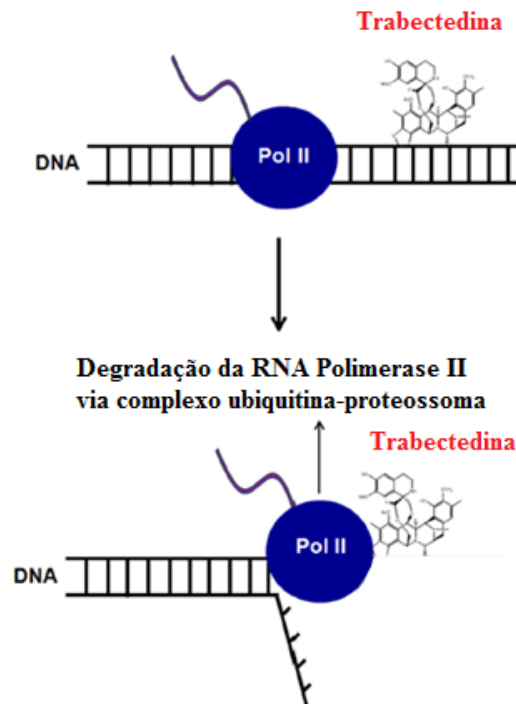 Trabectedina
Pol II
DNA
Degradação da RNA Polimerase II
via complexo ubiquitina-proteossoma
Trabectedina
Pol II
DNA